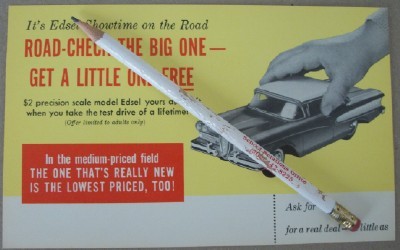 It's Edsel Showtime on the Road
ROAD-CHECK THE BIG ONE—
GET A LITTLE ONE FREE
$2 precision scale model Edsel yours
when you take the test drive of a lifetime!
(Offer limited to adults only)
In the medium-priced field
THE ONE THAT'S REALLY NEW
IS THE LOWEST PRICED, TOO!
Ask for
for a real deal little as